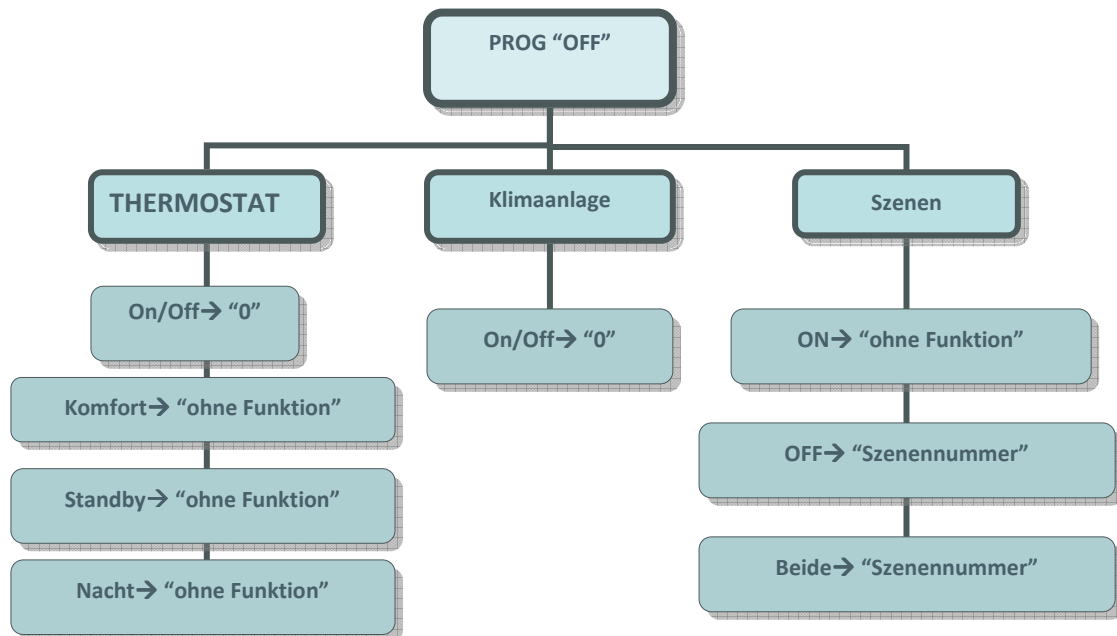 PROG “OFF”
THERMOSTAT
Klimaanlage
Szenen
On/Off→ “0”
On/Off→ “0”
ON→ “ohne Funktion”
Komfort→ “ohne Funktion”
OFF→ “Szenennummer”
Standby→ “ohne Funktion”
Beide→ “Szenennummer”
Nacht→ “ohne Funktion”